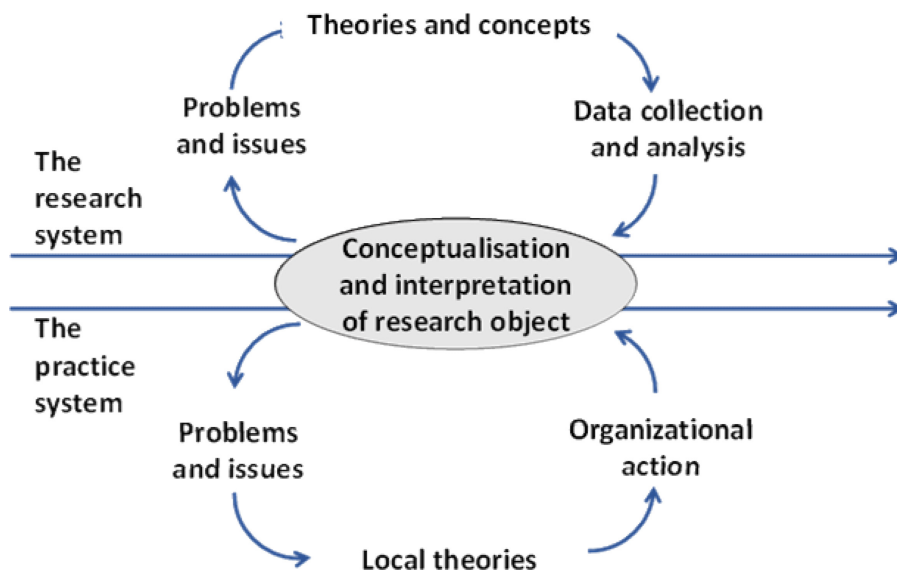 Theories and concepts
Problems
and issues
Data collection
and analysis
The
research
system
Conceptualisation
and interpretation
of research object
The
practice
system
Problems
and issues
Organizational
action
Local theories